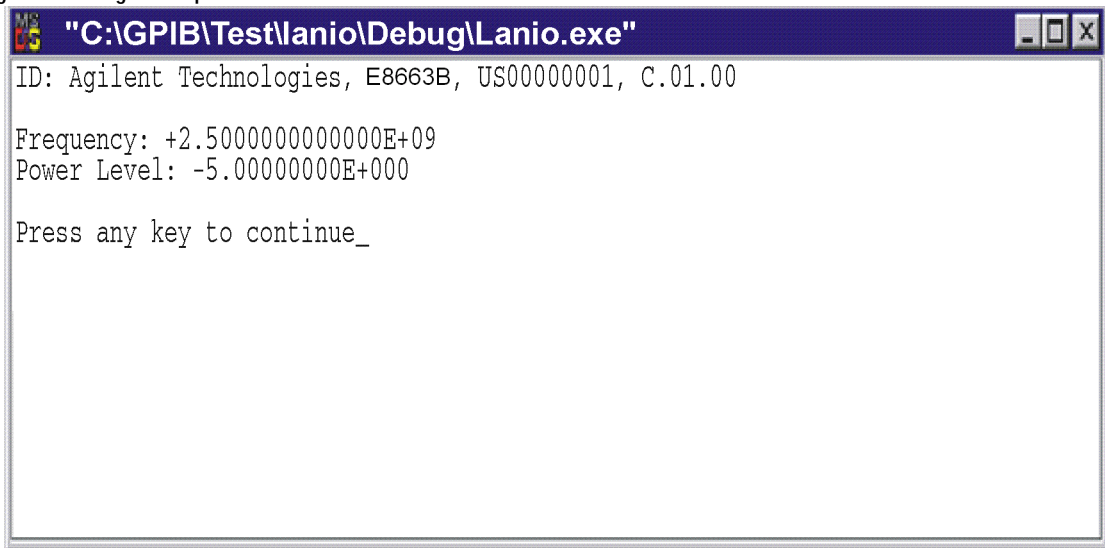 "C:\GPIB\Test\lanio\Debug\Lanio.exe"
ID: Agilent Technologies, E8663B, US00000001, C.01.00
Frequency: +2.5000000000000E+09
Power Level: -5.00000000E+000
Press any key to continue_